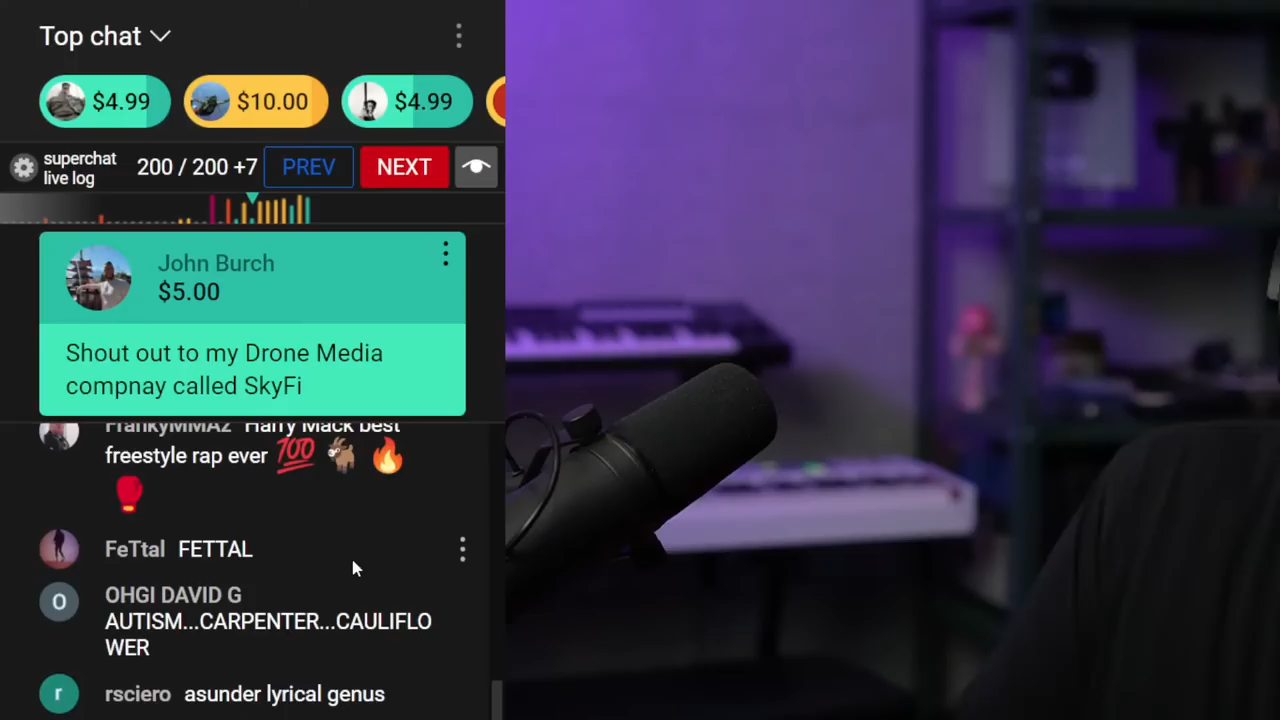 Top chat
$4.99 $10.00 $4.99
superchat
live log
200 / 200 +7 PREV NEXT
John Burch
$5.00
Shout out to my Drone Media
compnay called SkyFi
FrankyMMA2 Harry Mack best
freestyle rap ever 💯 🐐 🔥
🥊
FeTtal FETTAL
O
OHGI DAVID G
AUTISM...CARPENTER...CAULIFLO
WER
r
rsciero asunder lyrical genus